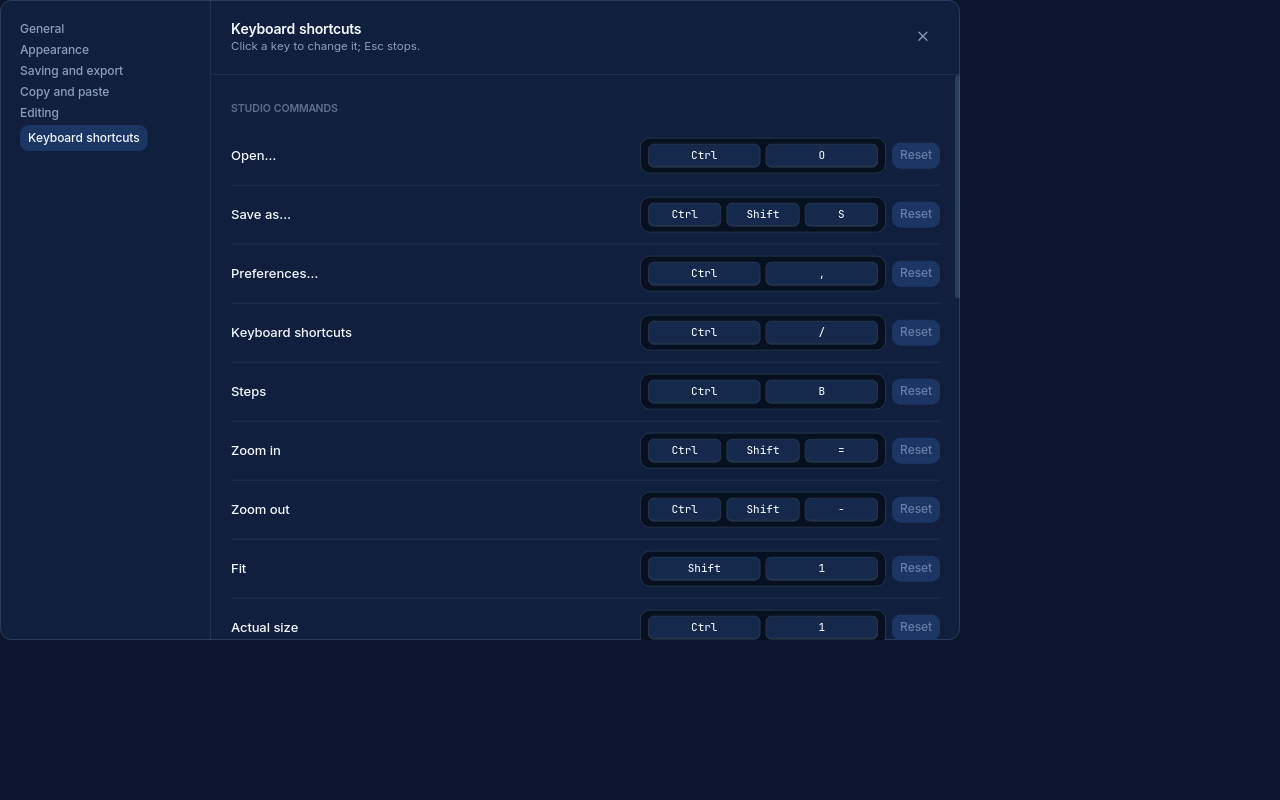 General
Appearance
Saving and export
Copy and paste
Editing
Keyboard shortcuts
Keyboard shortcuts
Click a key to change it; Esc stops.
STUDIO COMMANDS
Open... Ctrl O Reset
Save as... Ctrl Shift S Reset
Preferences... Ctrl , Reset
Keyboard shortcuts Ctrl / Reset
Steps Ctrl B Reset
Zoom in Ctrl Shift = Reset
Zoom out Ctrl Shift - Reset
Fit Shift 1 Reset
Actual size Ctrl 1 Reset